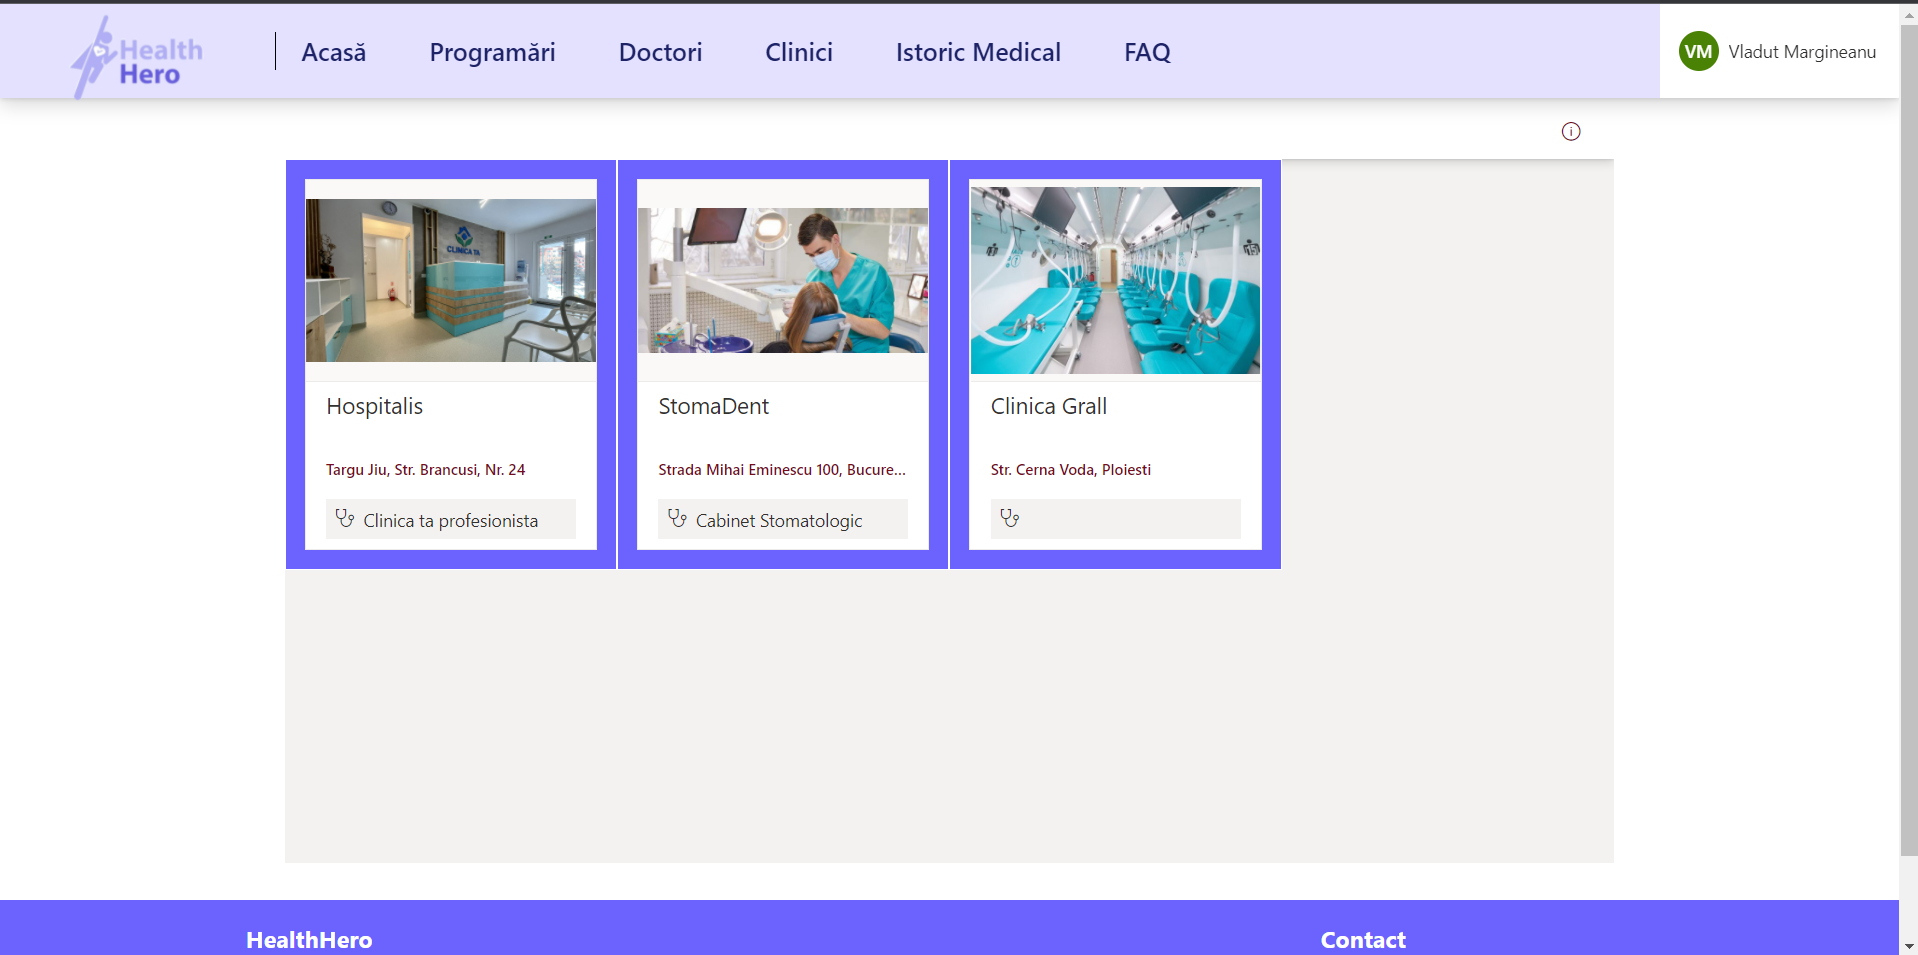 Health
Hero
Acasă
Programări
Doctori
Clinici
Istoric Medical
FAQ
VM
Vladut Margineanu
CLINICA TA
Hospitalis
Targu Jiu, Str. Brancusi, Nr. 24
Clinica ta profesionista
StomaDent
Strada Mihai Eminescu 100, Bucure...
Cabinet Stomatologic
Clinica Grall
Str. Cerna Voda, Ploiesti
HealthHero
Contact